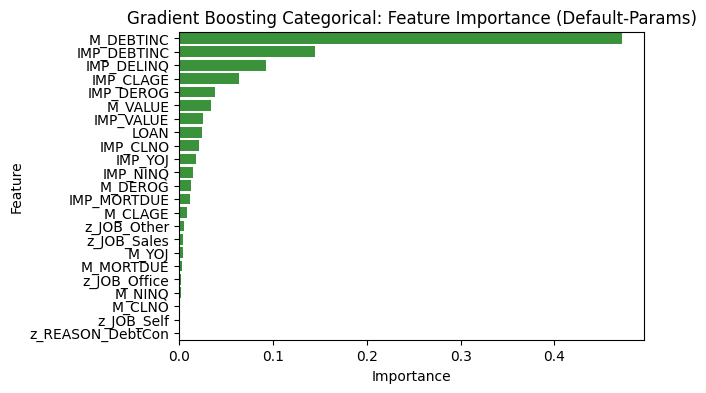 Gradient Boosting Categorical: Feature Importance (Default-Params)
M_DEBTINC
IMP_DEBTINC
IMP_DELINQ
IMP_CLAGE
IMP_DEROG
M_VALUE
IMP_VALUE
LOAN
IMP_CLNO
IMP_YOJ
IMP_NINQ
M_DEROG
IMP_MORTDUE
M_CLAGE
z_JOB_Other
z_JOB_Sales
M_YOJ
M_MORTDUE
z_JOB_Office
M_NINQ
M_CLNO
z_JOB_Self
z_REASON_DebtCon
Feature
0.0 0.1 0.2 0.3 0.4
Importance